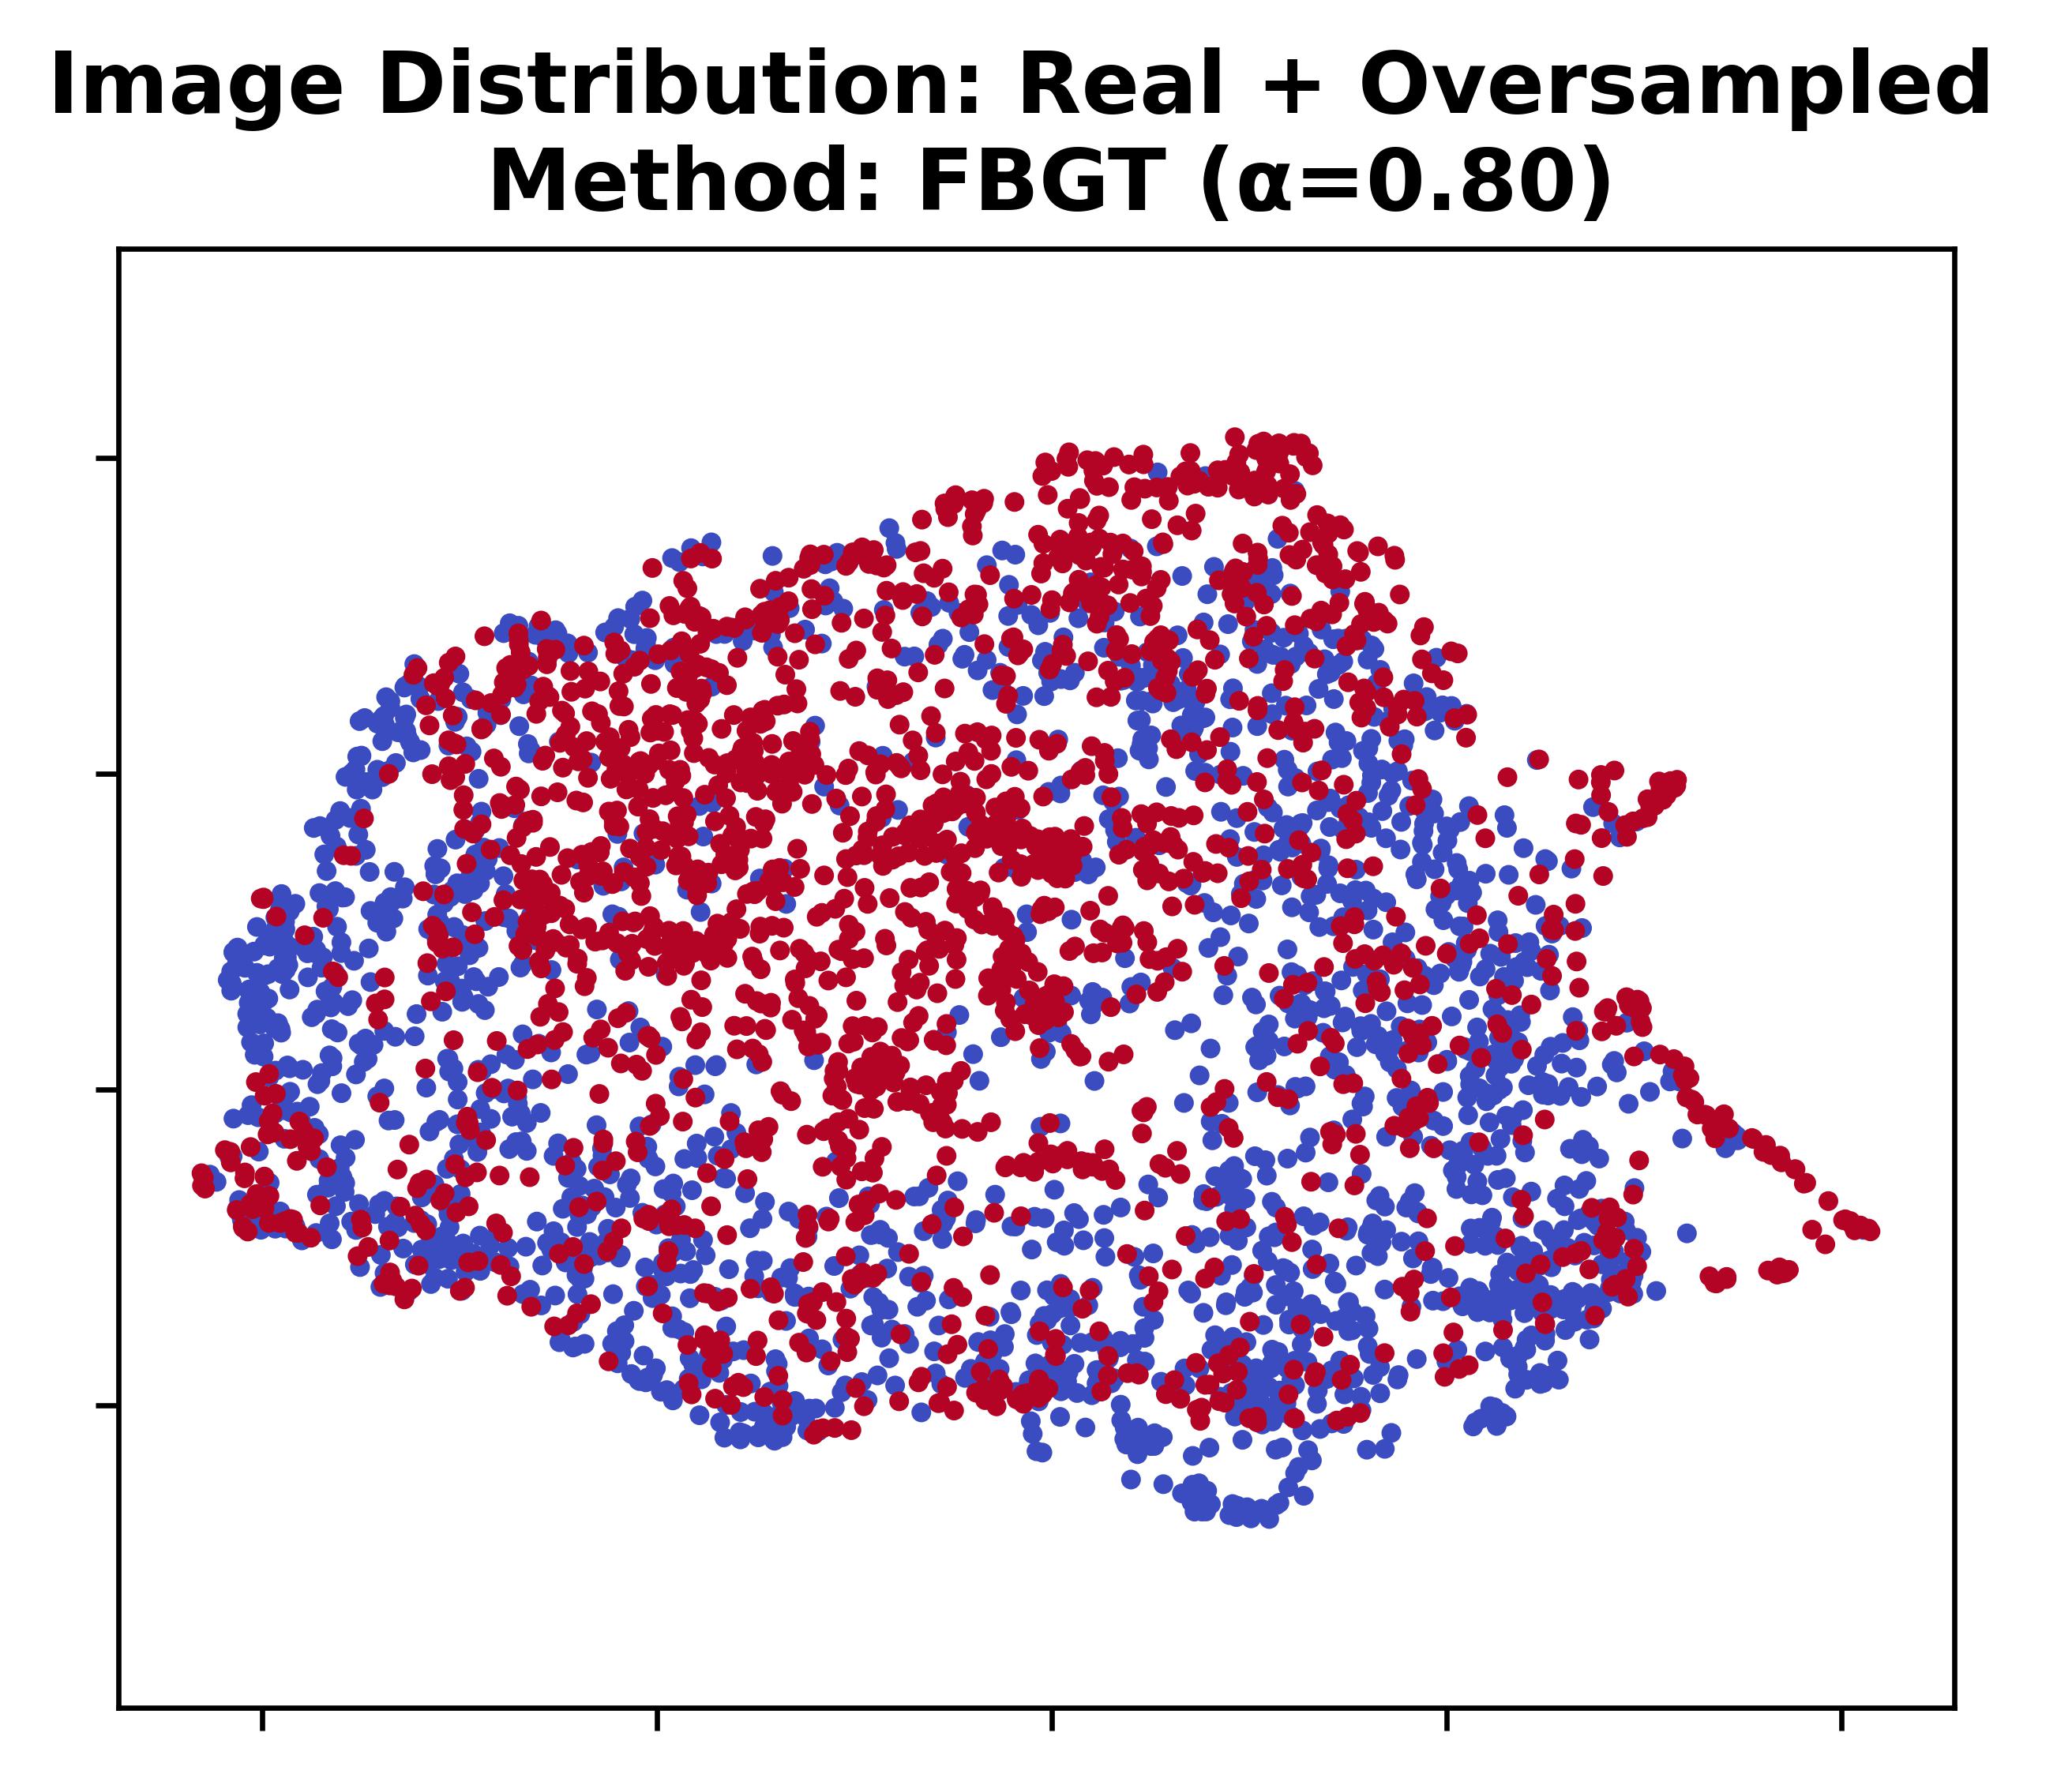 Image Distribution: Real + Oversampled
Method: FBGT (α=0.80)